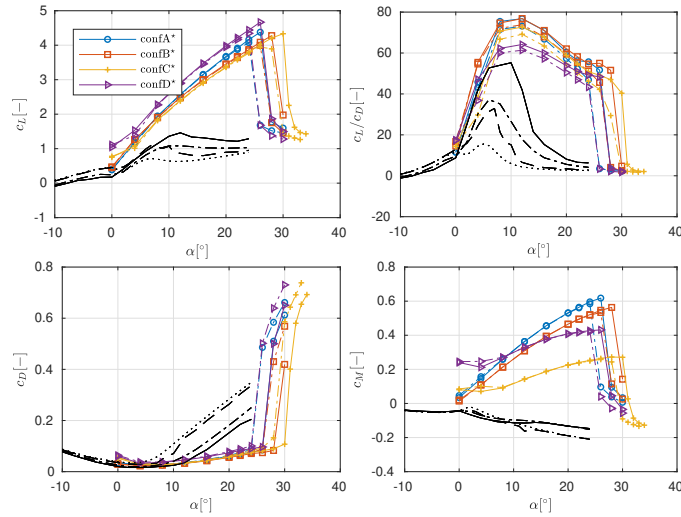 5
4
3
2
1
0
-1
c_L[−]
-10 0 10 20 30 40
α[°]
confA*
confB*
confC*
confD*
80
60
40
20
0
-20
c_L/c_D[−]
-10 0 10 20 30 40
α[°]
0.8
0.6
0.4
0.2
0
c_D[−]
-10 0 10 20 30 40
α[°]
0.8
0.6
0.4
0.2
0
-0.2
-0.4
c_M[−]
-10 0 10 20 30 40
α[°]